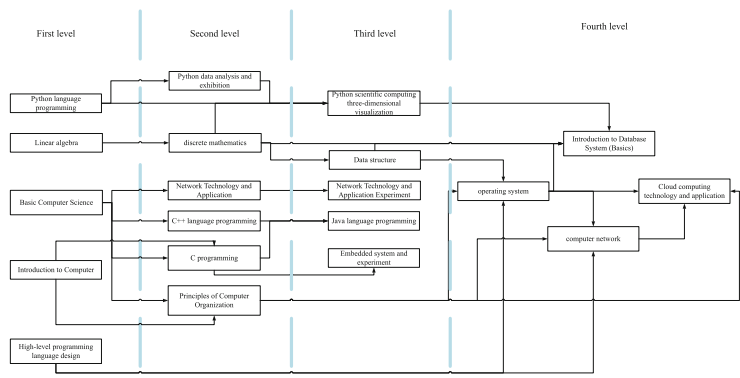 First level
Second level
Third level
Fourth level
Python language
programming
Linear algebra
Basic Computer Science
Introduction to Computer
High-level programming
language design
Python data analysis and
exhibition
discrete mathematics
Network Technology and
Application
C++ language programming
C programming
Principles of Computer
Organization
Python scientific computing
three-dimensional
visualization
Data structure
Network Technology and
Application Experiment
Java language programming
Embedded system and
experiment
Introduction to Database
System (Basics)
operating system
Cloud computing
technology and application
computer network